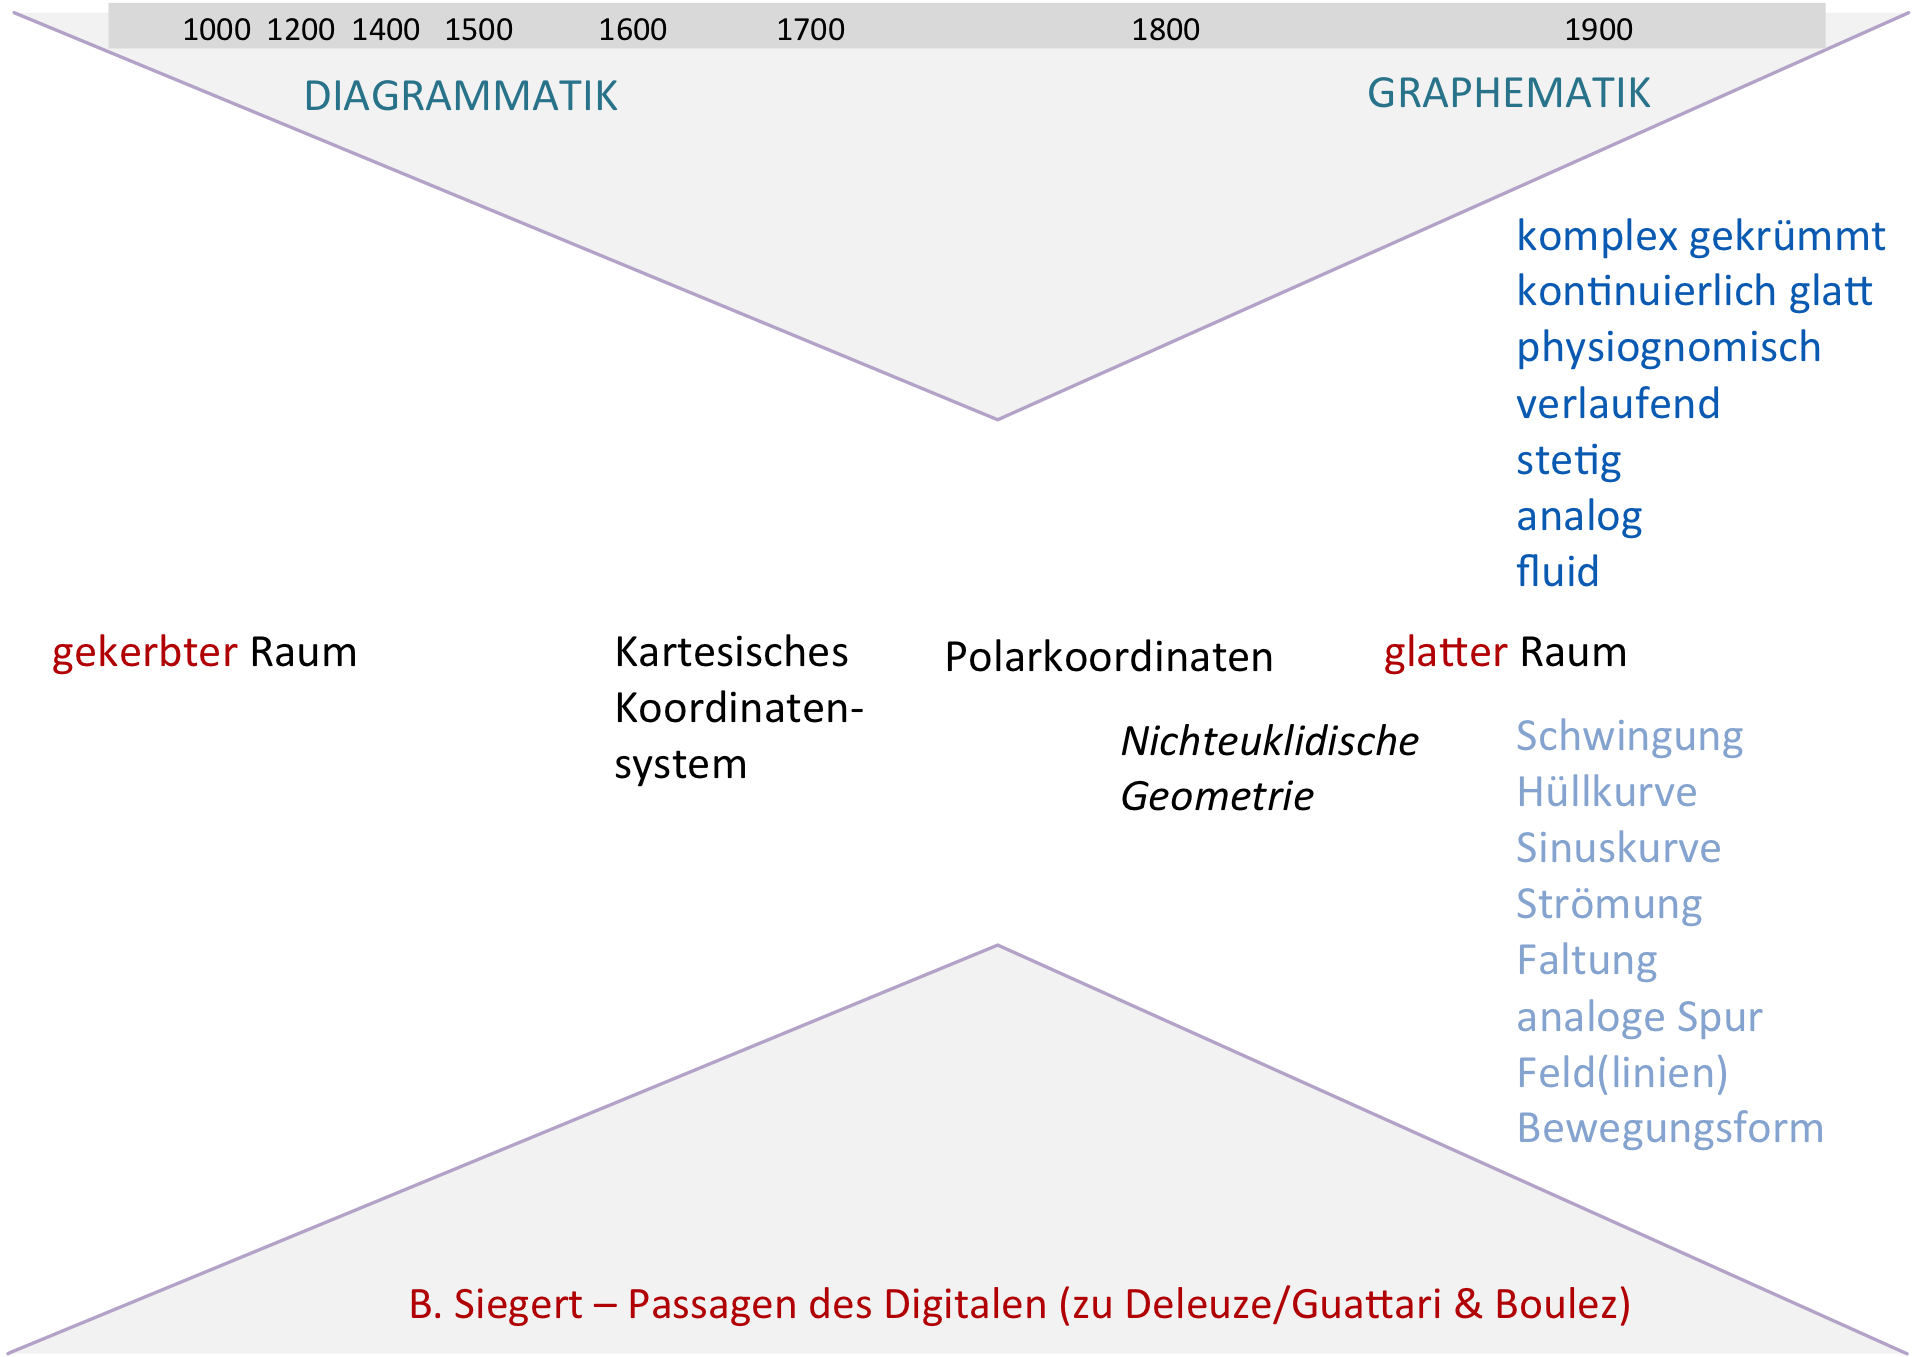 1000 1200 1400 1500 1600 1700 1800 1900
DIAGRAMMATIK
GRAPHEMATIK
komplex gekrümmt
kontinuierlich glatt
physiognomisch
verlaufend
stetig
analog
fluid
gekerbter Raum
Kartesisches
Koordinaten-
system
Polarkoordinaten
Nichteuklidische
Geometrie
glatter Raum
Schwingung
Hüllkurve
Sinuskurve
Strömung
Faltung
analoge Spur
Feld(linien)
Bewegungsform
B. Siegert – Passagen des Digitalen (zu Deleuze/Guattari & Boulez)